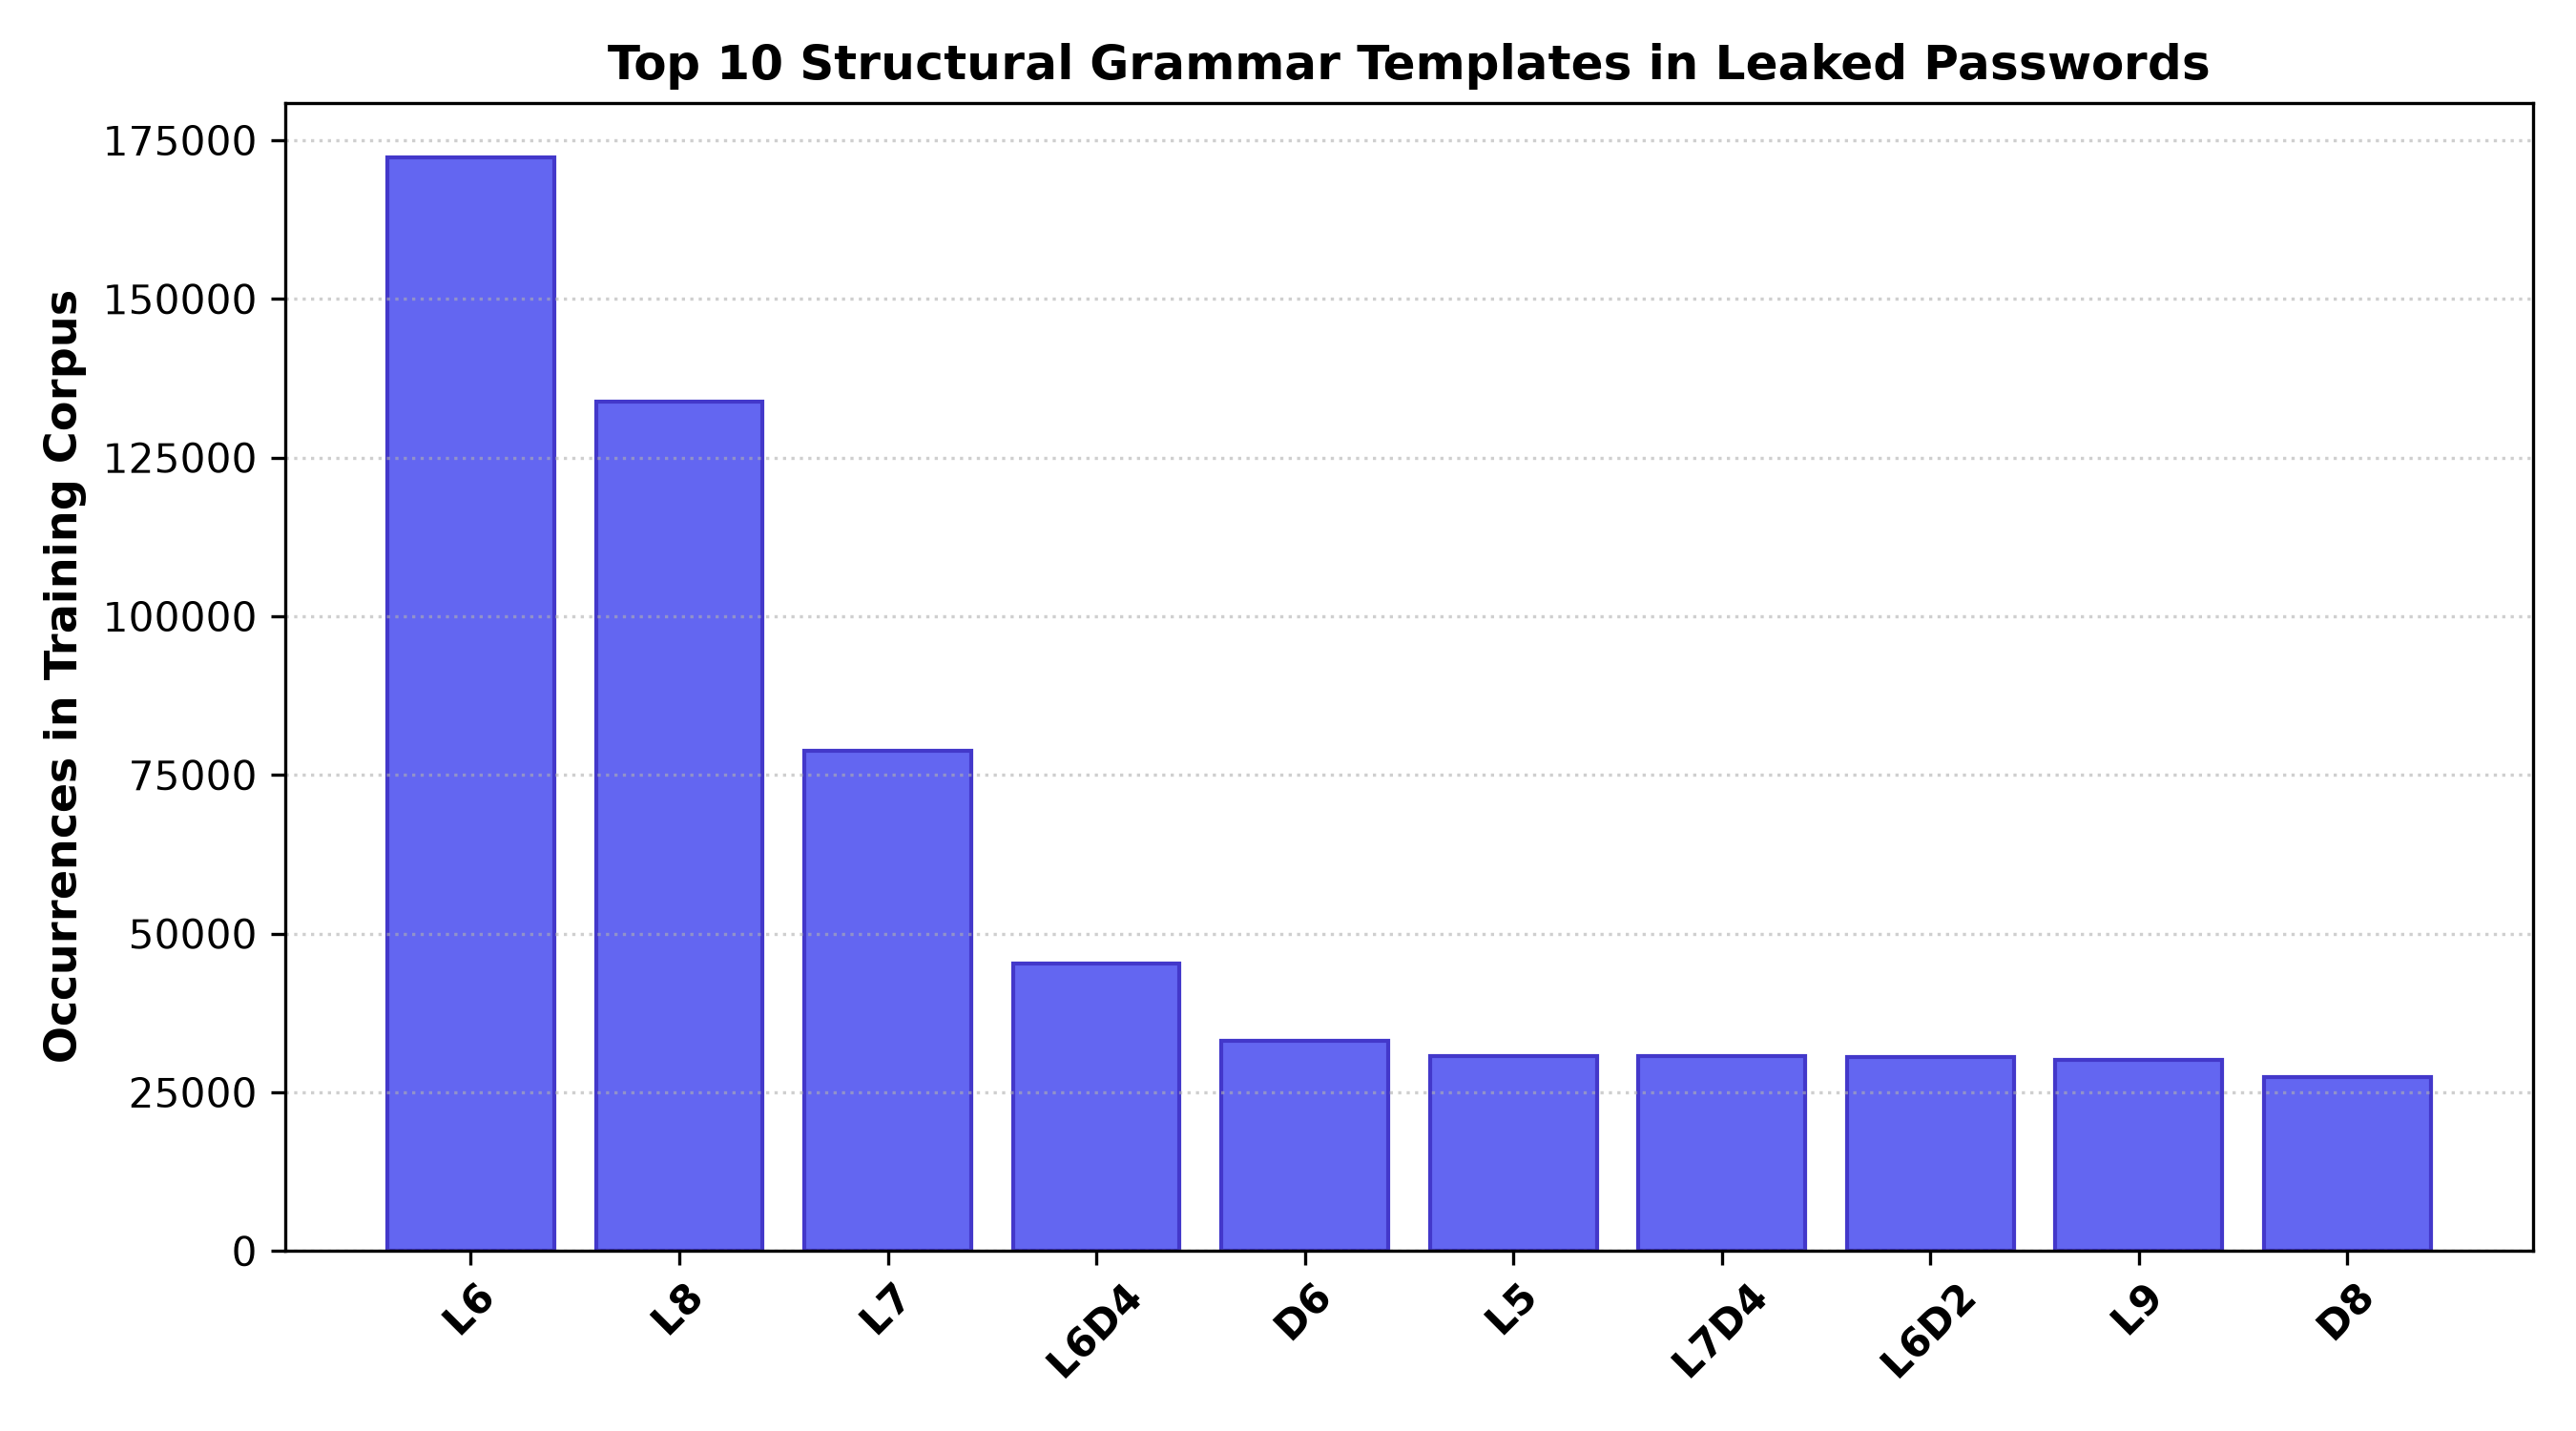 Top 10 Structural Grammar Templates in Leaked Passwords
Occurrences in Training Corpus
175000
150000
125000
100000
75000
50000
25000
0
L6
L8
L7
L6D4
D6
L5
L7D4
L6D2
L9
D8